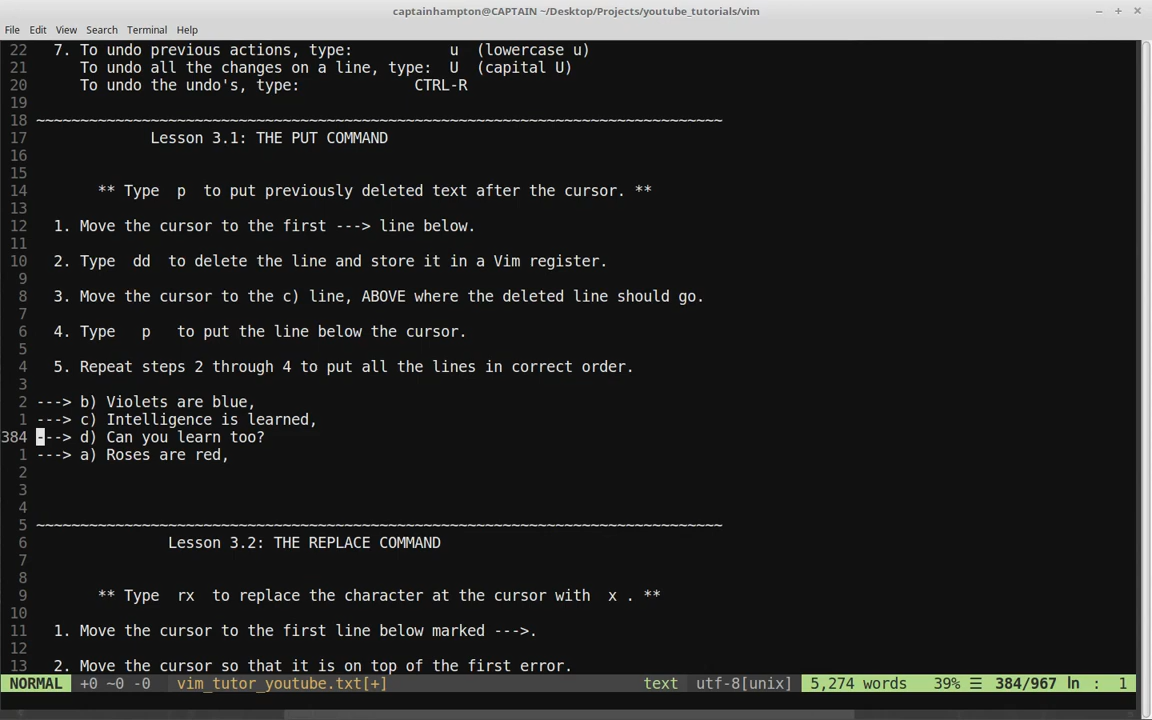 captainhampton@CAPTAIN ~/Desktop/Projects/youtube_tutorials/vim
File Edit View Search Terminal Help
22 7. To undo previous actions, type: u (lowercase u)
21 To undo all the changes on a line, type: U (capital U)
20 To undo the undo's, type: CTRL-R
19
18 ~~~~~~~~~~~~~~~~~~~~~~~~~~~~~~~~~~~~~~~~~~~~~~~~~~~~~~~~~~~~~~~~~~~~~~~~~~~~~~
17 Lesson 3.1: THE PUT COMMAND
16
15
14 ** Type p to put previously deleted text after the cursor. **
13
12 1. Move the cursor to the first ---> line below.
11
10 2. Type dd to delete the line and store it in a Vim register.
9
8 3. Move the cursor to the c) line, ABOVE where the deleted line should go.
7
6 4. Type p to put the line below the cursor.
5
4 5. Repeat steps 2 through 4 to put all the lines in correct order.
3
2 ---> b) Violets are blue,
1 ---> c) Intelligence is learned,
384 ---> d) Can you learn too?
1 ---> a) Roses are red,
2
3
4
5 ~~~~~~~~~~~~~~~~~~~~~~~~~~~~~~~~~~~~~~~~~~~~~~~~~~~~~~~~~~~~~~~~~~~~~~~~~~~~~~
6 Lesson 3.2: THE REPLACE COMMAND
7
8
9 ** Type rx to replace the character at the cursor with x . **
10
11 1. Move the cursor to the first line below marked --->.
12
13 2. Move the cursor so that it is on top of the first error.
NORMAL +0 ~0 -0 vim_tutor_youtube.txt[+] text utf-8[unix] 5,274 words 39% ☰ 384/967 ln : 1